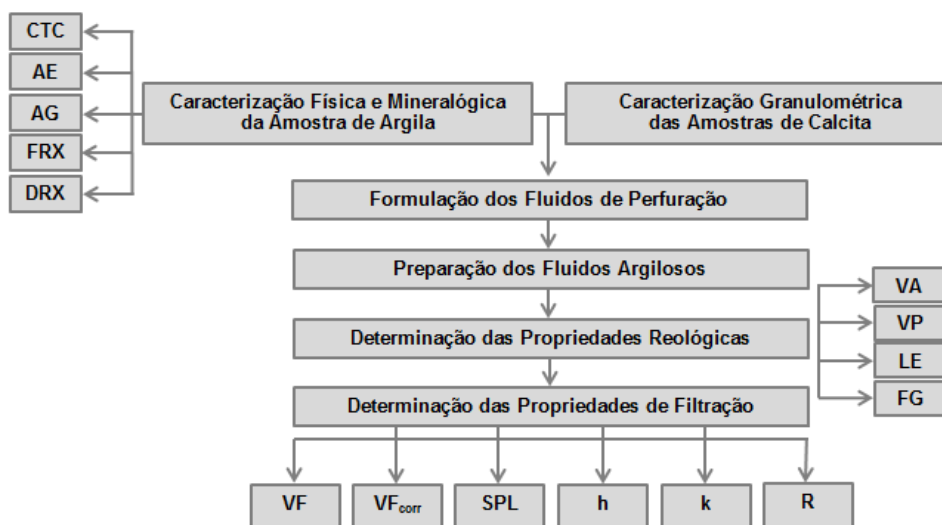 CTC
AE
AG
FRX
DRX
Caracterização Física e Mineralógica
da Amostra de Argila
Caracterização Granulométrica
das Amostras de Calcita
Formulação dos Fluidos de Perfuração
Preparação dos Fluidos Argilosos
Determinação das Propriedades Reológicas
VA
VP
LE
FG
Determinação das Propriedades de Filtração
VF
VFcorr
SPL
h
k
R